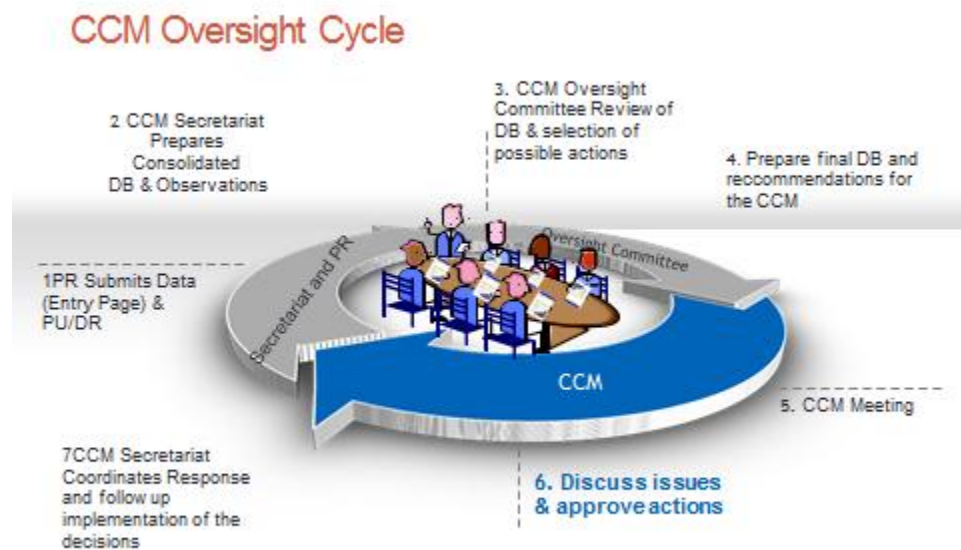 CCM Oversight Cycle
2 CCM Secretariat
Prepares
Consolidated
DB & Observations
3. CCM Oversight
Committee Review of
DB & selection of
possible actions
4. Prepare final DB and
reccommendations for
the CCM
Secretariat and PR
Oversight Committee
1PR Submits Data
(Entry Page) &
PU/DR
CCM
5. CCM Meeting
7CCM Secretariat
Coordinates Response
and follow up
implementation of the
decisions
6. Discuss issues
& approve actions